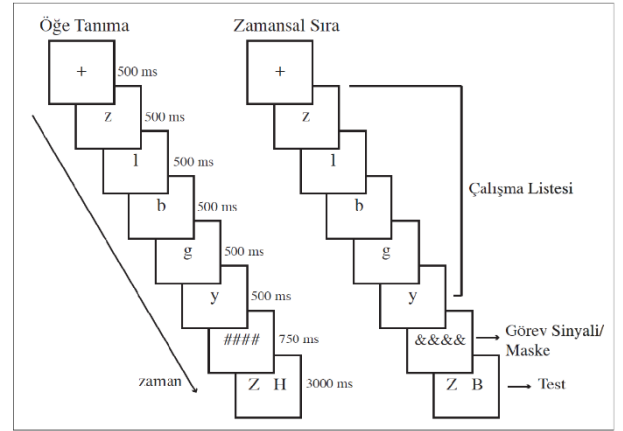 Öğe Tanıma
+
500 ms
z
500 ms
l
500 ms
b
500 ms
g
500 ms
y
500 ms
####
750 ms
Z H
3000 ms
zaman
Zamansal Sıra
+
z
l
b
g
y
Çalışma Listesi
&&&&
Görev Sinyali/
Maske
Z B
Test